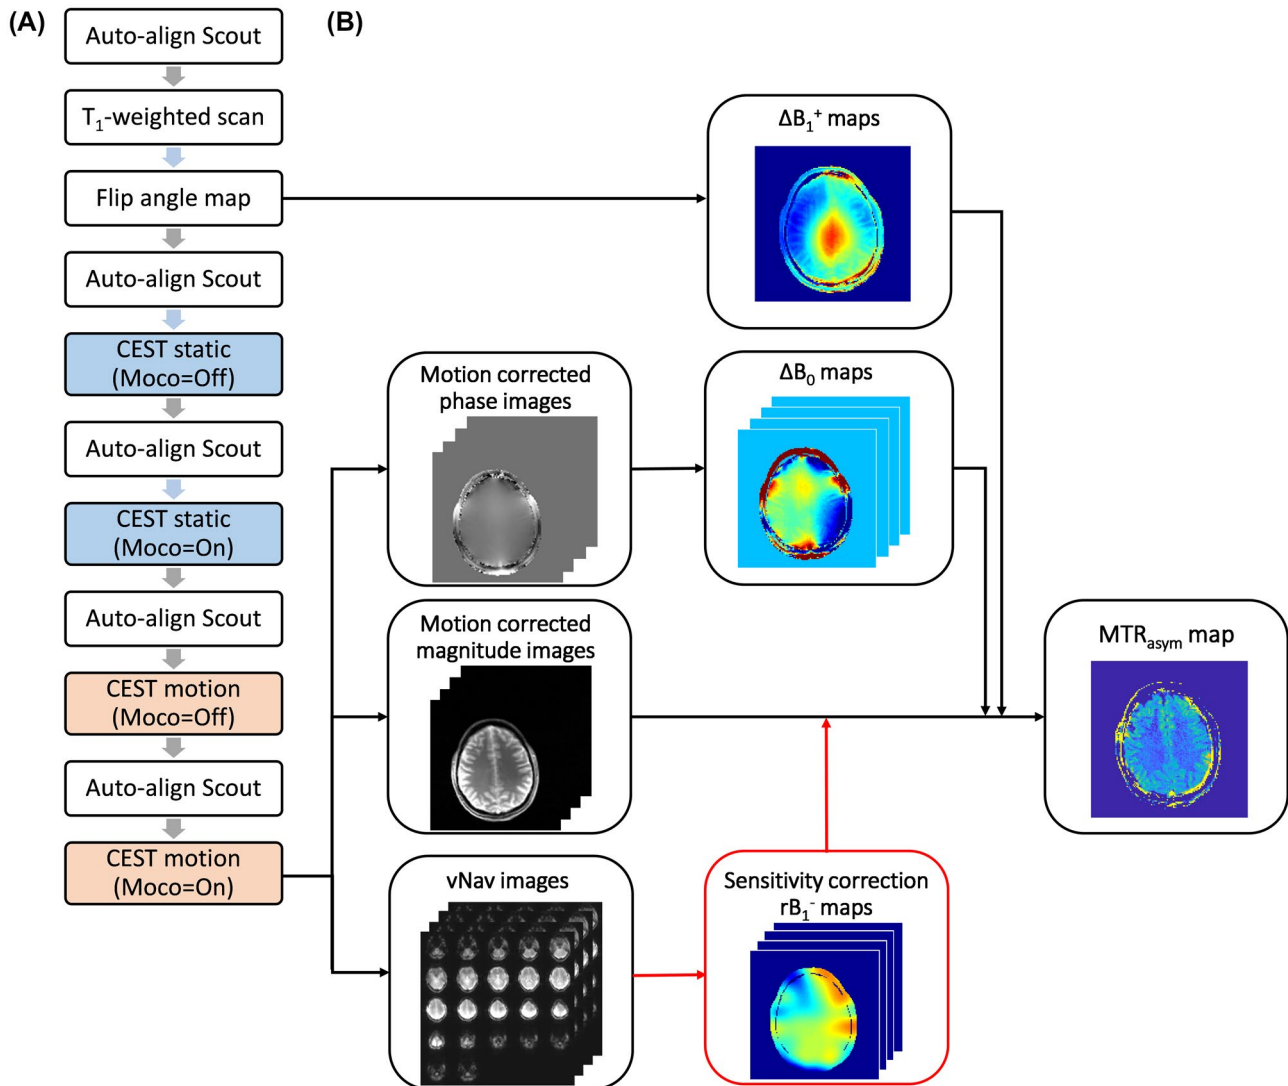 (A)
Auto-align Scout
T₁-weighted scan
Flip angle map
Auto-align Scout
CEST static
(Moco=Off)
Auto-align Scout
CEST static
(Moco=On)
Auto-align Scout
CEST motion
(Moco=Off)
Auto-align Scout
CEST motion
(Moco=On)
(B)
ΔB₁⁺ maps
Motion corrected
phase images
ΔB₀ maps
Motion corrected
magnitude images
MTRasym map
vNav images
Sensitivity correction
rB₁⁻ maps